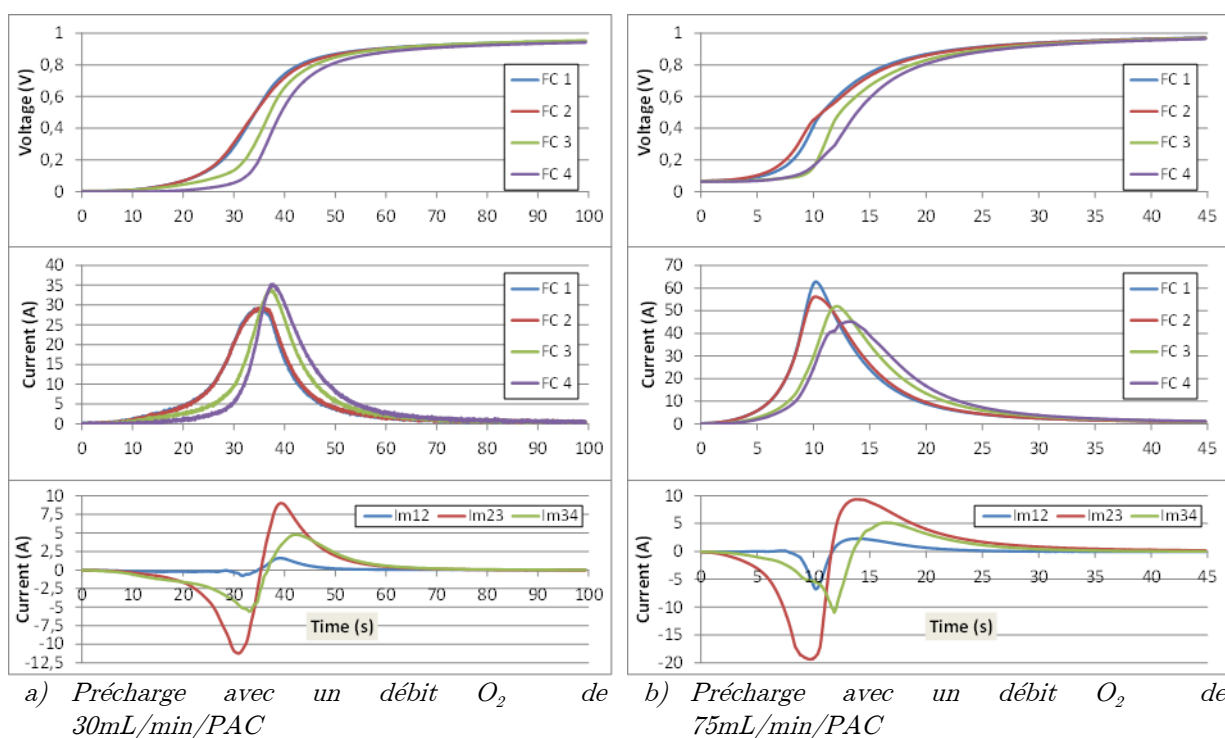 1
0,8
0,6
0,4
0,2
0
Voltage (V)
FC 1
FC 2
FC 3
FC 4
0 10 20 30 40 50 60 70 80 90 100
40
35
30
25
20
15
10
5
0
Current (A)
FC 1
FC 2
FC 3
FC 4
0 10 20 30 40 50 60 70 80 90 100
10
7,5
5
2,5
0
-2,5
-5
-7,5
-10
-12,5
Current (A)
Im12 Im23 Im34
0 10 20 30 40 50 60 70 80 90 100
Time (s)
a) Précharge avec un débit O₂ de
30mL/min/PAC
1
0,8
0,6
0,4
0,2
0
Voltage (V)
FC 1
FC 2
FC 3
FC 4
0 5 10 15 20 25 30 35 40 45
70
60
50
40
30
20
10
0
Current (A)
FC 1
FC 2
FC 3
FC 4
0 5 10 15 20 25 30 35 40 45
10
5
0
-5
-10
-15
-20
Current (A)
Im12 Im23 Im34
0 5 10 15 20 25 30 35 40 45
Time (s)
b) Précharge avec un débit O₂ de
75mL/min/PAC